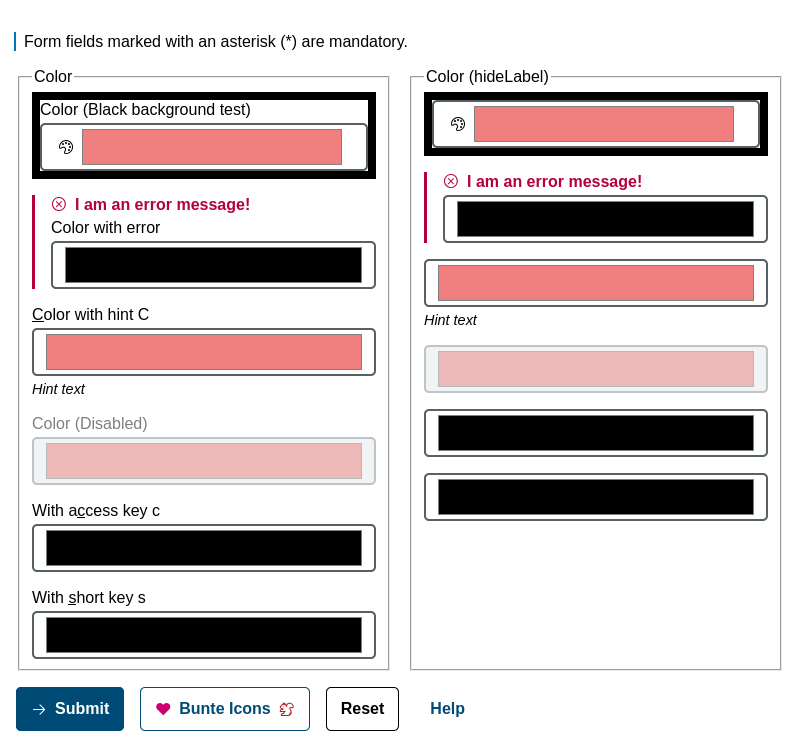 Form fields marked with an asterisk (*) are mandatory.
Color
Color (Black background test)
I am an error message!
Color with error
Color with hint C
Hint text
Color (Disabled)
With access key c
With short key s
Color (hideLabel)
I am an error message!
Hint text
Submit
Bunte Icons
Reset
Help